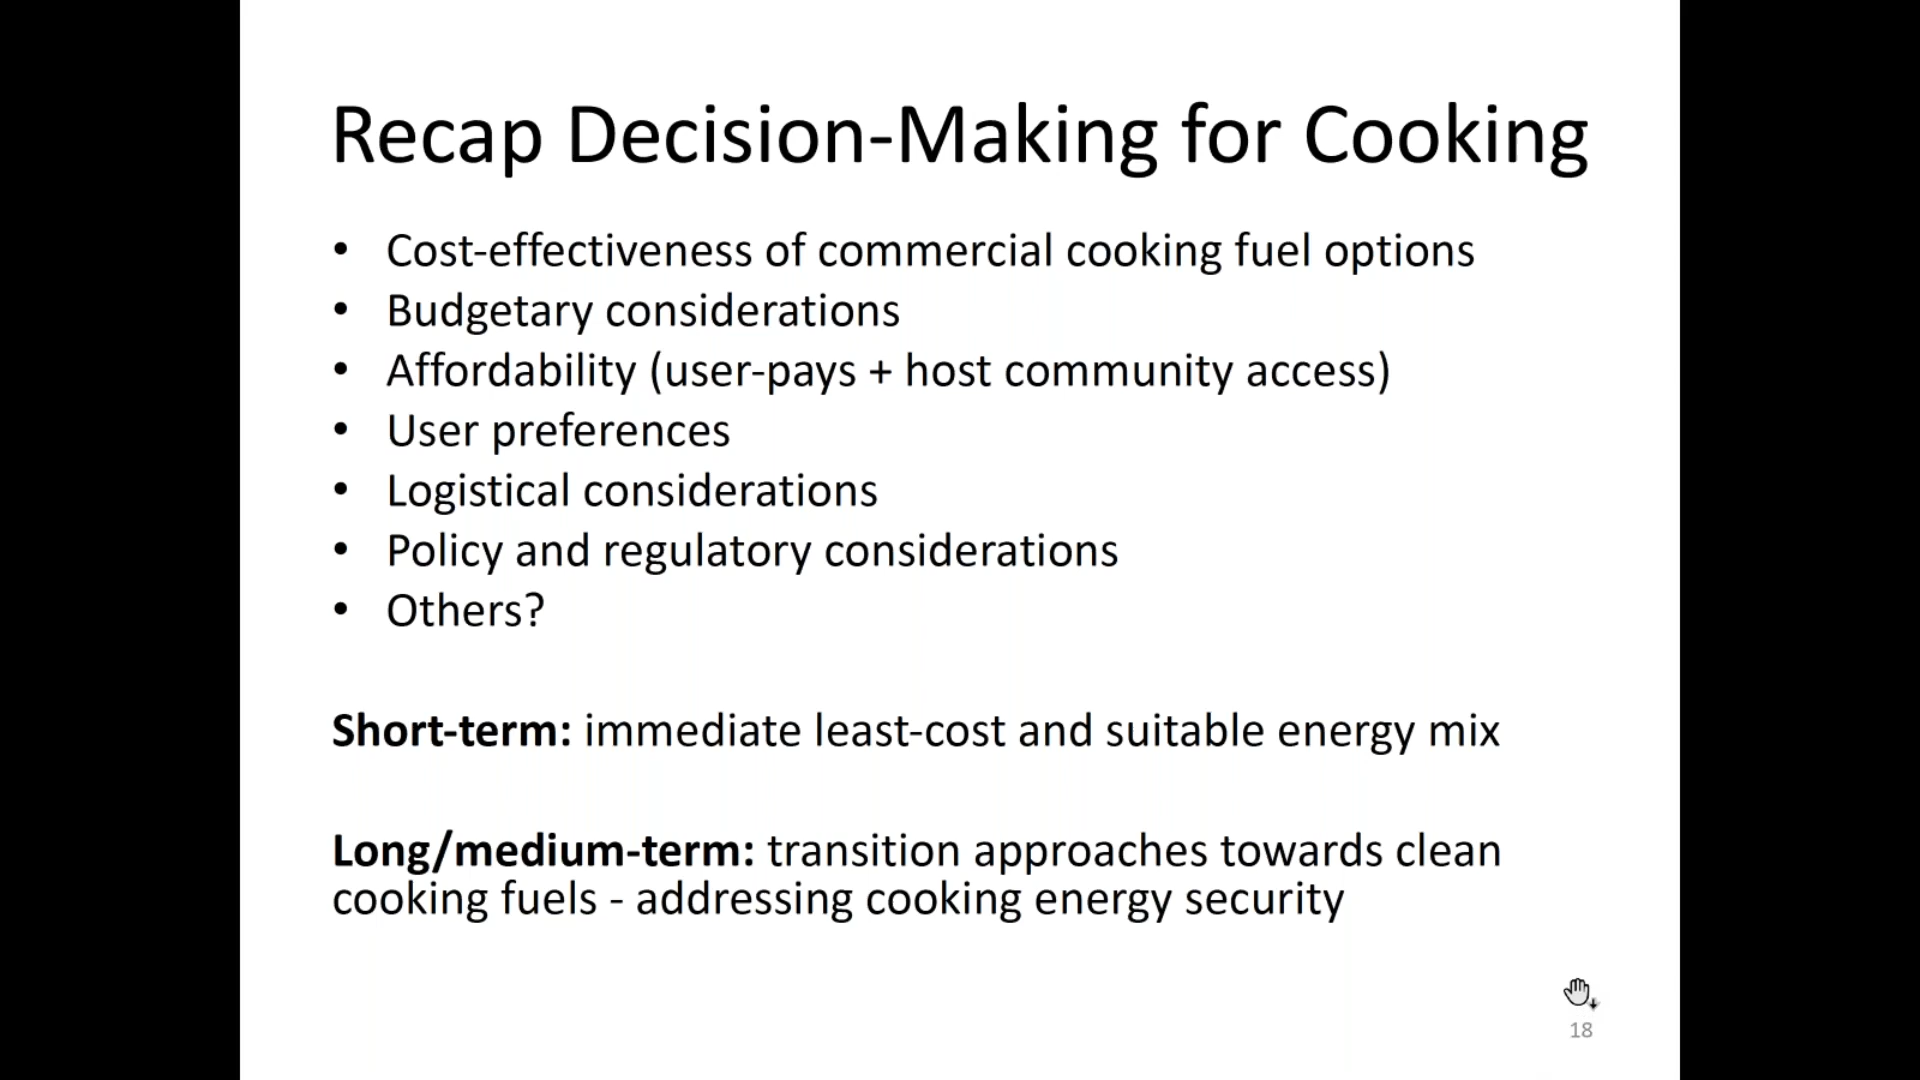 Recap Decision-Making for Cooking
• Cost-effectiveness of commercial cooking fuel options
• Budgetary considerations
• Affordability (user-pays + host community access)
• User preferences
• Logistical considerations
• Policy and regulatory considerations
• Others?
Short-term: immediate least-cost and suitable energy mix
Long/medium-term: transition approaches towards clean
cooking fuels - addressing cooking energy security
18